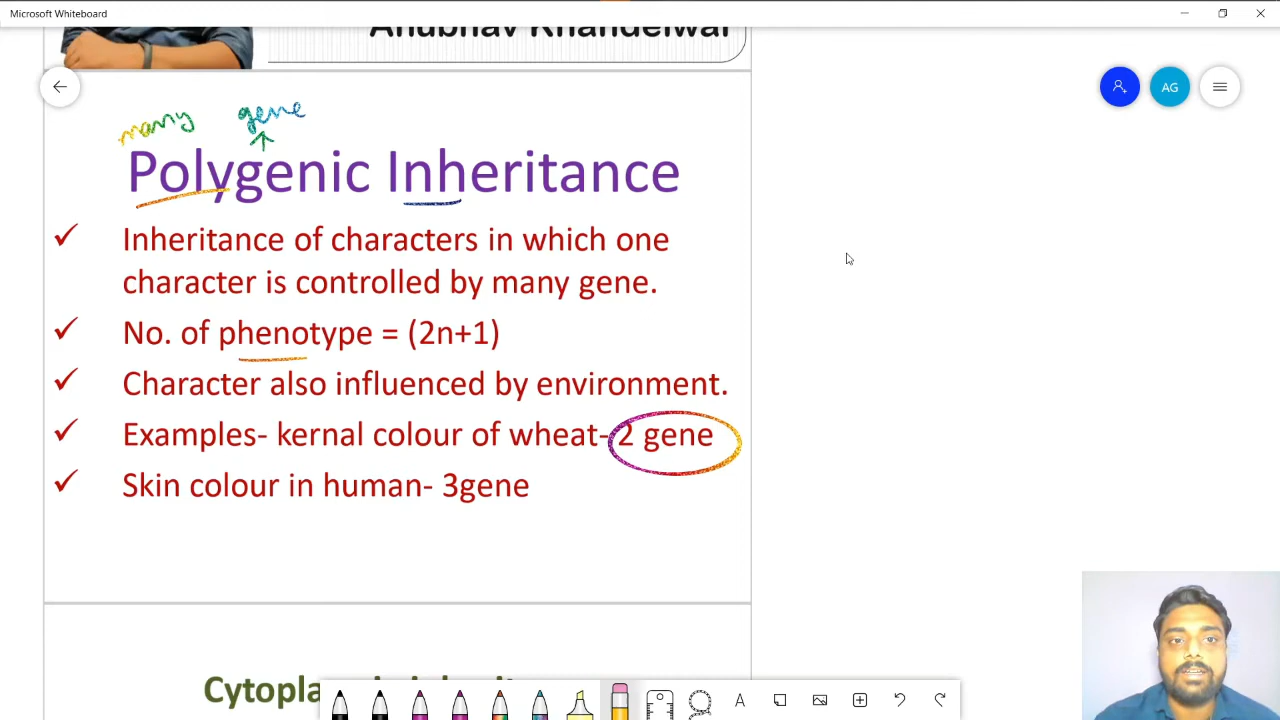 Microsoft Whiteboard
Anubhav Khandelwal
AG
many gene
Polygenic Inheritance
✓ Inheritance of characters in which one
character is controlled by many gene.
✓ No. of phenotype = (2n+1)
✓ Character also influenced by environment.
✓ Examples- kernal colour of wheat- 2 gene
✓ Skin colour in human- 3gene
A